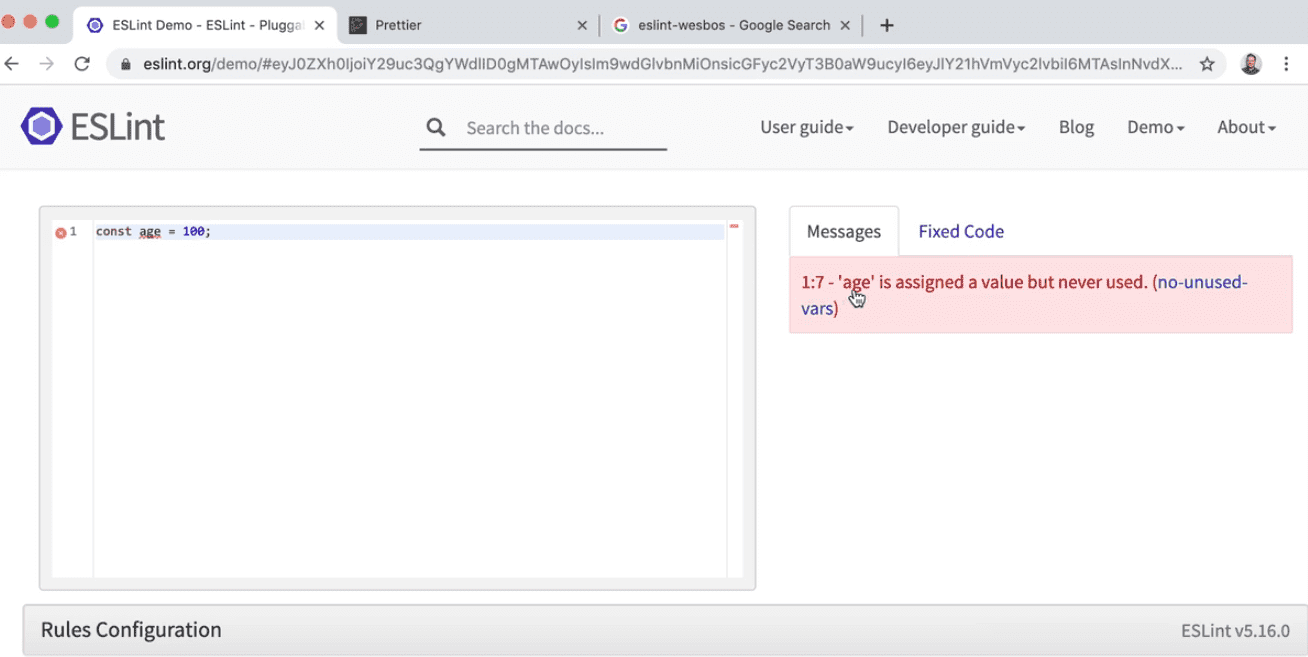 ESLint Demo - ESLint - Plugga
Prettier
eslint-wesbos - Google Search
eslint.org/demo/#eyJ0ZXh0IjoiY29uc3QgYWdlID0gMTAwOyIsIm9wdGlvbnMiOnsicGFyc2VyT3B0aW9ucyI6eyJlY21hVmVyc2lvbiI6MTAsInNvdX...
ESLint
Search the docs...
User guide
Developer guide
Blog
Demo
About
1 const age = 100;
Messages
Fixed Code
1:7 - 'age' is assigned a value but never used. (no-unused-
vars)
Rules Configuration
ESLint v5.16.0